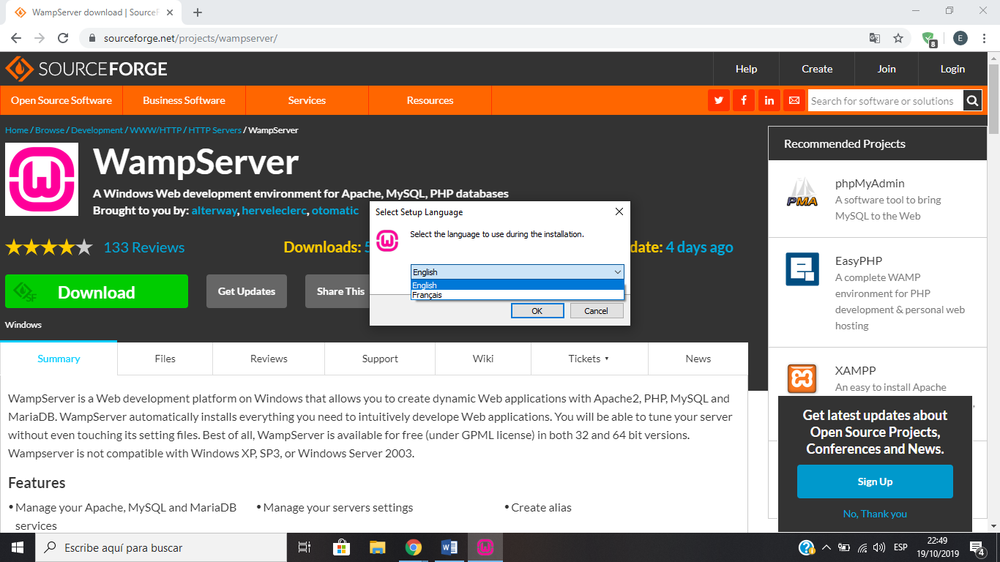 WampServer download | SourceF
sourceforge.net/projects/wampserver/
8
E
SOURCEFORGE
Help
Create
Join
Login
Open Source Software
Business Software
Services
Resources
Search for software or solutions
Home / Browse / Development / WWW/HTTP / HTTP Servers / WampServer
WampServer
A Windows Web development environment for Apache, MySQL, PHP databases
Brought to you by: alterway, herveleclerc, otomatic
133 Reviews
Downloads:
date: 4 days ago
SF
Download
Get Updates
Share This
Windows
Select Setup Language
Select the language to use during the installation.
English
English
Français
OK
Cancel
Summary
Files
Reviews
Support
Wiki
Tickets
News
WampServer is a Web development platform on Windows that allows you to create dynamic Web applications with Apache2, PHP, MySQL and
MariaDB. WampServer automatically installs everything you need to intuitively develope Web applications. You will be able to tune your server
without even touching its setting files. Best of all, WampServer is available for free (under GPML license) in both 32 and 64 bit versions.
Wampserver is not compatible with Windows XP, SP3, or Windows Server 2003.
Features
• Manage your Apache, MySQL and MariaDB
services
• Manage your servers settings
• Create alias
Recommended Projects
PMA
phpMyAdmin
A software tool to bring
MySQL to the Web
EasyPHP
A complete WAMP
environment for PHP
development & personal web
hosting
XAMPP
An easy to install Apache
Get latest updates about
Open Source Projects,
Conferences and News.
Sign Up
No, Thank you
Escribe aquí para buscar
ESP
22:49
19/10/2019
4